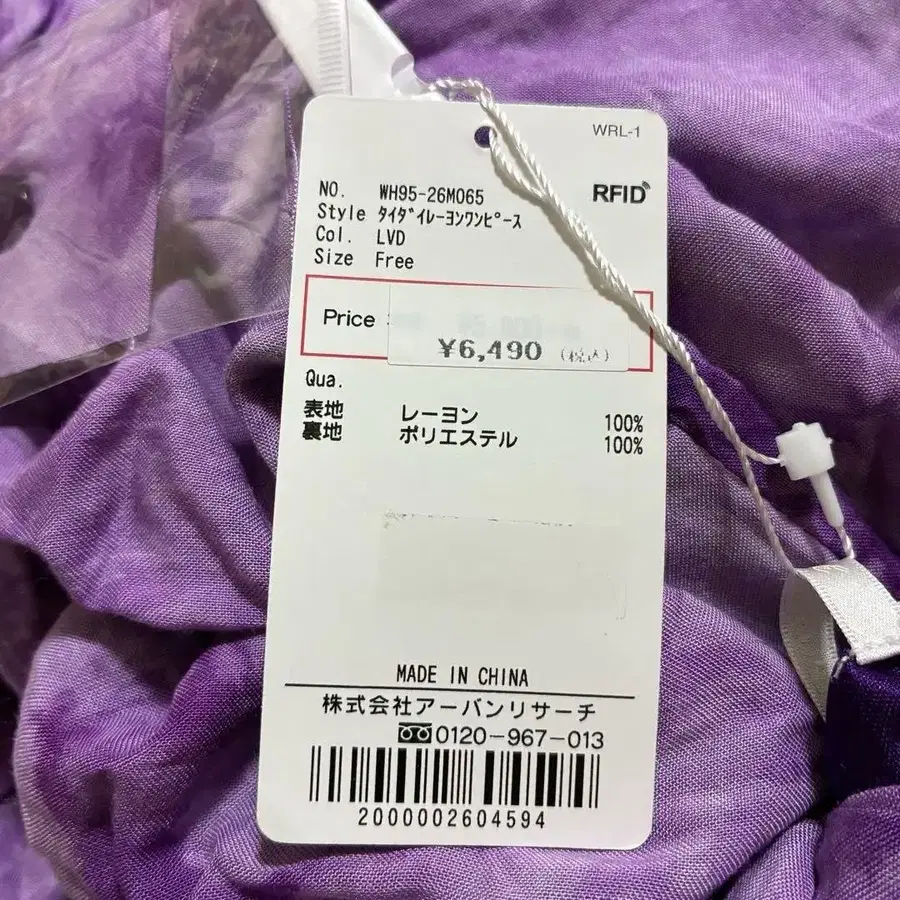 WRL-1
RFID
NO. WH95-26M065
Style ﾀｲﾀﾞｲﾚｰﾖﾝﾜﾝﾋﾟｰｽ
Col. LVD
Size Free
Price :
¥6,490 (税込)
Qua.
表地 レーヨン 100%
裏地 ポリエステル 100%
MADE IN CHINA
株式会社アーバンリサーチ
0120-967-013
2000002604594